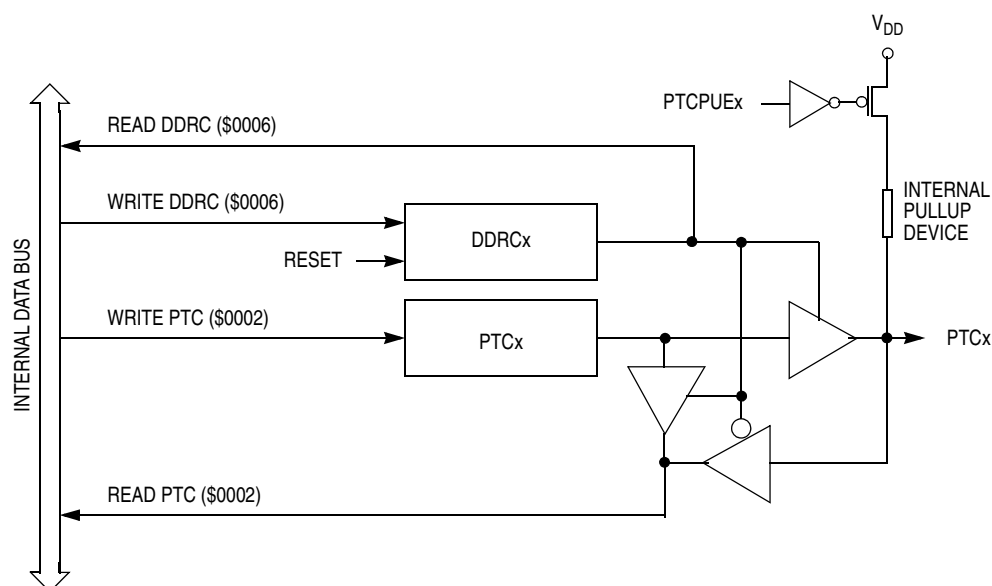 VDD
PTCPUEx
READ DDRC ($0006)
WRITE DDRC ($0006)
INTERNAL
PULLUP
DEVICE
DDRCx
RESET
WRITE PTC ($0002)
PTCx
PTCx
READ PTC ($0002)
INTERNAL DATA BUS